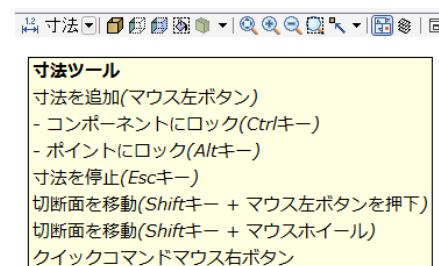 寸法
寸法ツール
寸法を追加(マウス左ボタン)
- コンポーネントにロック(Ctrlキー)
- ポイントにロック(Altキー)
寸法を停止(Escキー)
切断面を移動(Shiftキー + マウス左ボタンを押下)
切断面を移動(Shiftキー + マウスホイール)
クイックコマンドマウス右ボタン